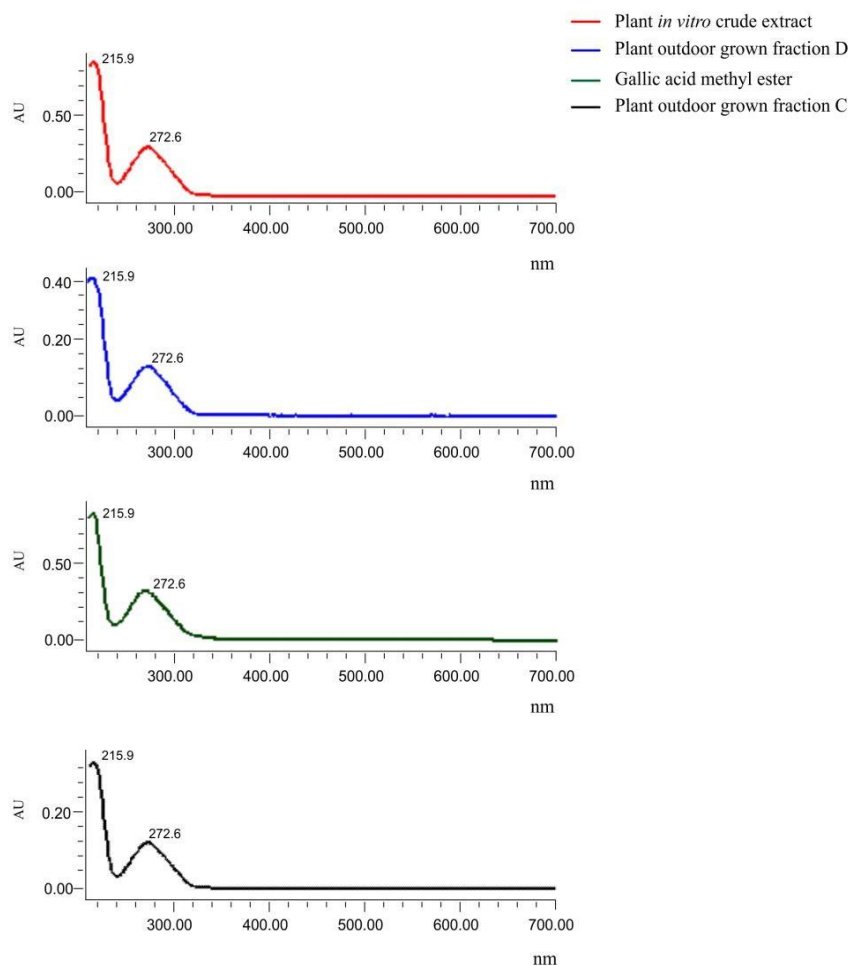 Plant in vitro crude extract
Plant outdoor grown fraction D
Gallic acid methyl ester
Plant outdoor grown fraction C
215.9
272.6
AU
0.50
0.00
300.00 400.00 500.00 600.00 700.00
nm
215.9
272.6
AU
0.40
0.20
0.00
300.00 400.00 500.00 600.00 700.00
nm
215.9
272.6
AU
0.50
0.00
300.00 400.00 500.00 600.00 700.00
nm
215.9
272.6
AU
0.20
0.00
300.00 400.00 500.00 600.00 700.00
nm